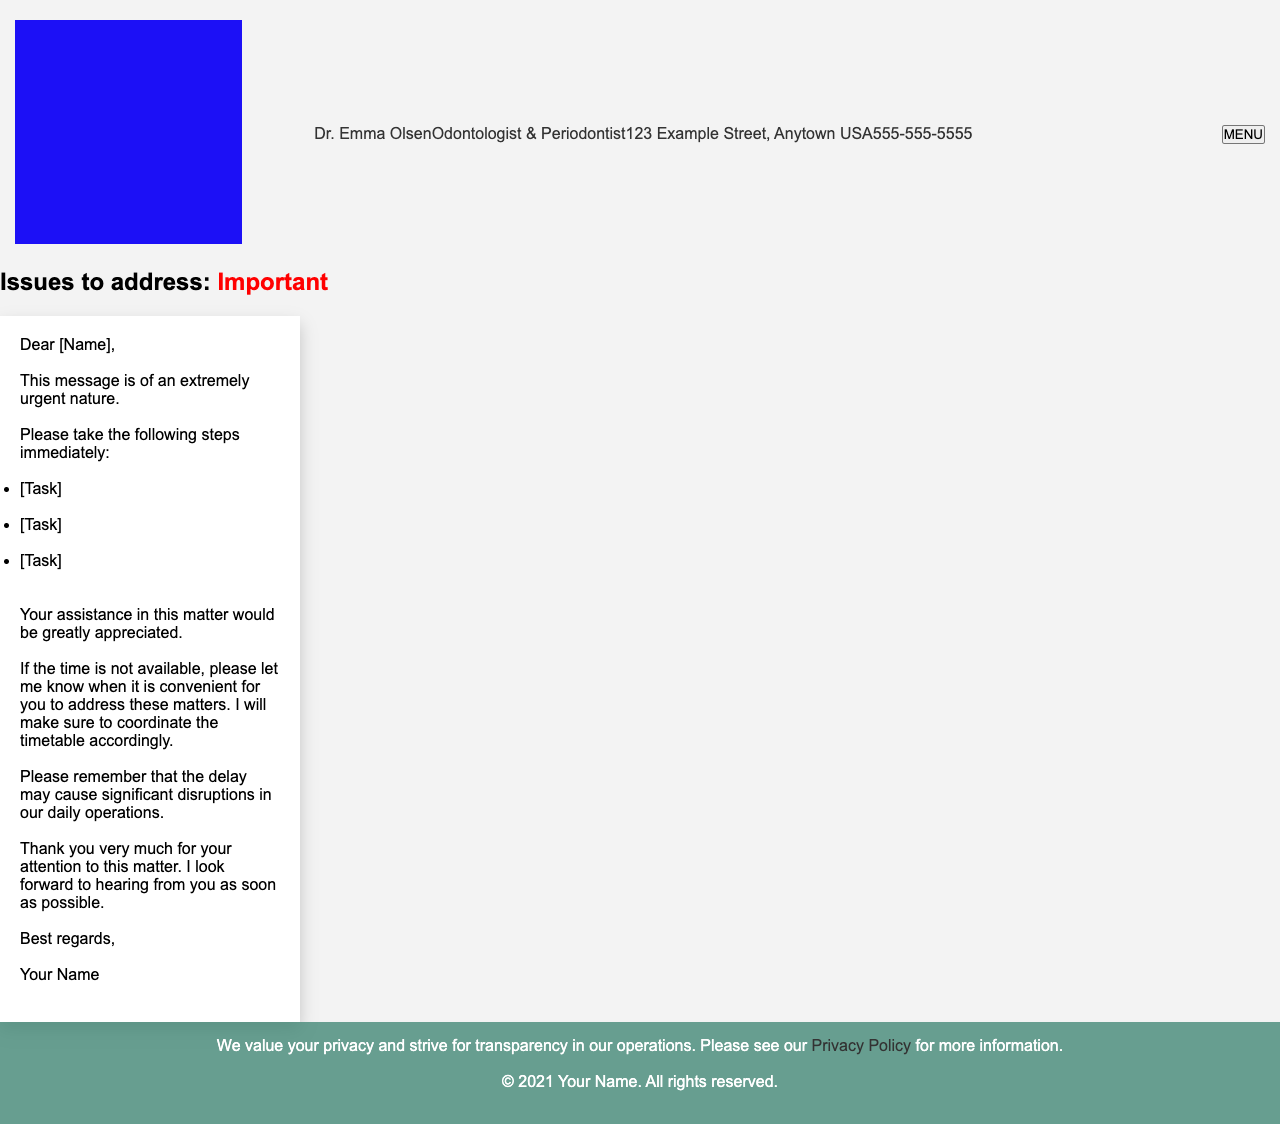 Dr. Emma OlsenOdontologist & Periodontist123 Example Street, Anytown USA555-555-5555
MENU
Issues to address: Important
Dear [Name],
This message is of an extremely
urgent nature.
Please take the following steps
immediately:
• [Task]
• [Task]
• [Task]
Your assistance in this matter would
be greatly appreciated.
If the time is not available, please let
me know when it is convenient for
you to address these matters. I will
make sure to coordinate the
timetable accordingly.
Please remember that the delay
may cause significant disruptions in
our daily operations.
Thank you very much for your
attention to this matter. I look
forward to hearing from you as soon
as possible.
Best regards,
Your Name
We value your privacy and strive for transparency in our operations. Please see our Privacy Policy for more information.
© 2021 Your Name. All rights reserved.